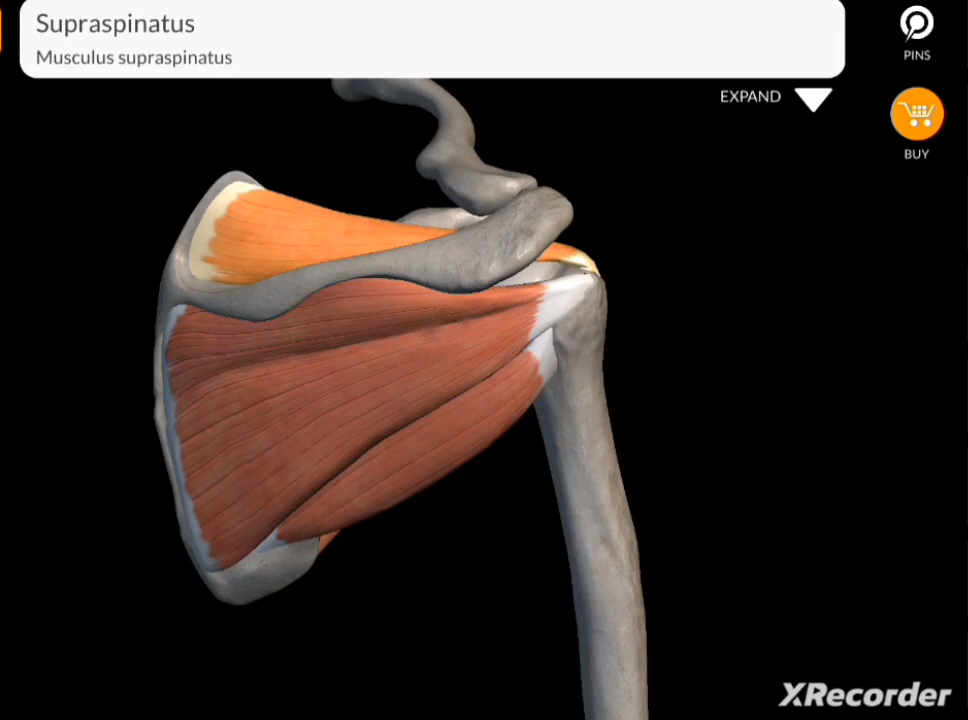 Supraspinatus
Musculus supraspinatus
PINS
EXPAND
BUY
XRecorder